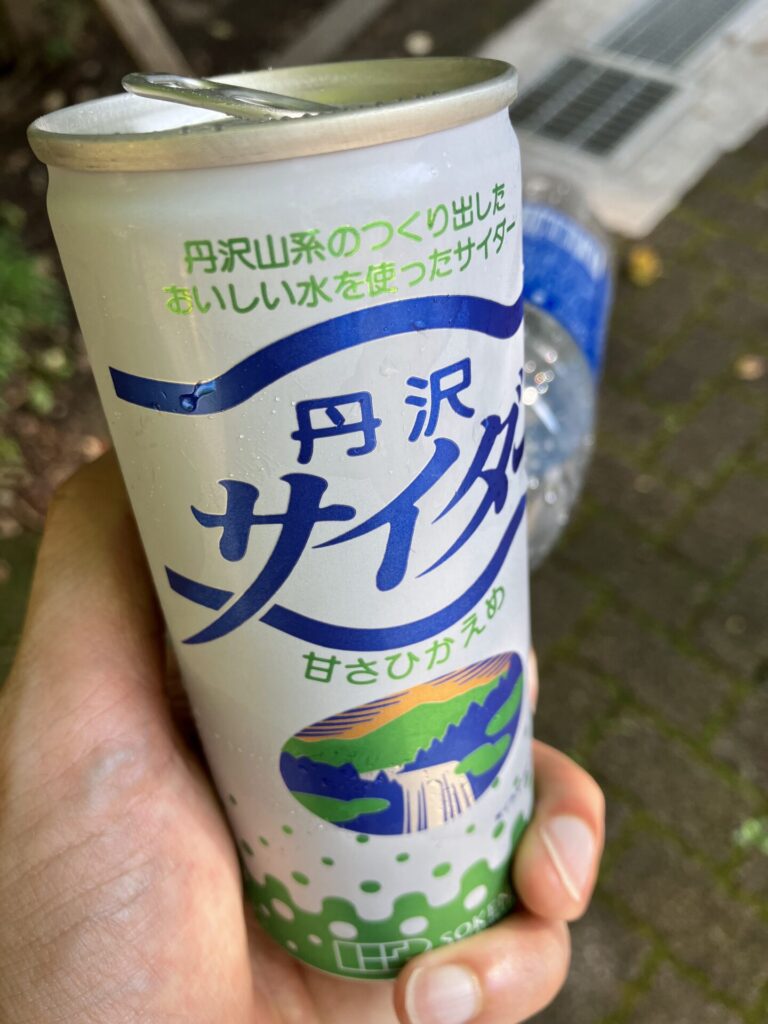 丹沢山系のつくり出した
おいしい水を使ったサイダー
丹沢
サイダー
甘さひかえめ